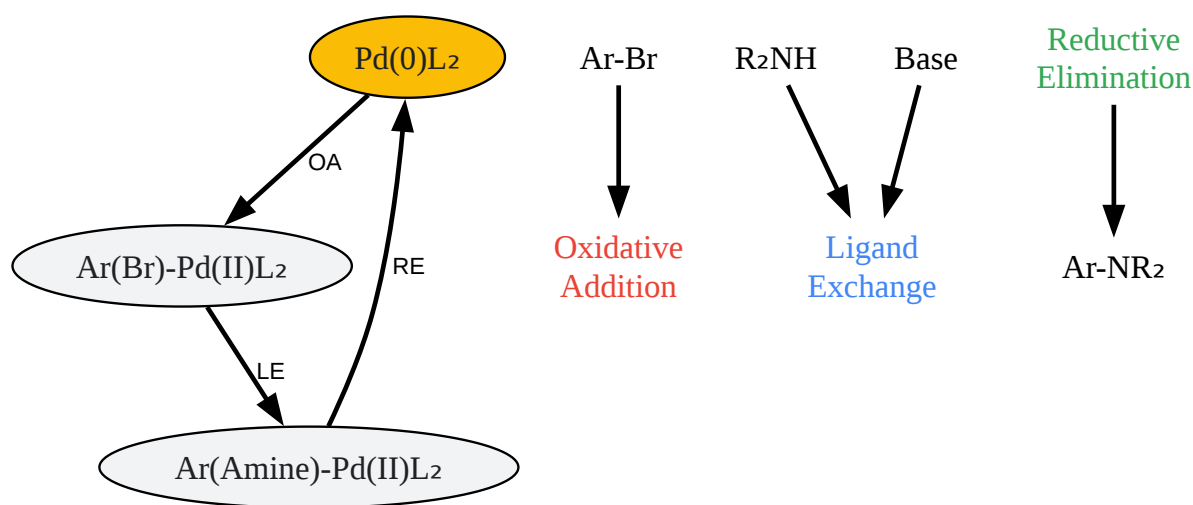 Pd(0)L₂
OA
Ar(Br)-Pd(II)L₂
RE
LE
Ar(Amine)-Pd(II)L₂
Ar-Br
Oxidative
Addition
R₂NH
Base
Ligand
Exchange
Reductive
Elimination
Ar-NR₂